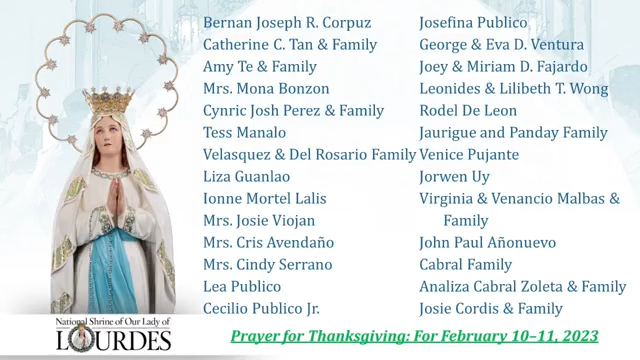 Bernan Joseph R. Corpuz
Catherine C. Tan & Family
Amy Te & Family
Mrs. Mona Bonzon
Cynric Josh Perez & Family
Tess Manalo
Velasquez & Del Rosario Family
Liza Guanlao
Ionne Mortel Lalis
Mrs. Josie Viojan
Mrs. Cris Avendaño
Mrs. Cindy Serrano
Lea Publico
Cecilio Publico Jr.
Josefina Publico
George & Eva D. Ventura
Joey & Miriam D. Fajardo
Leonides & Lilibeth T. Wong
Rodel De Leon
Jaurigue and Panday Family
Venice Pujante
Jorwen Uy
Virginia & Venancio Malbas &
Family
John Paul Añonuevo
Cabral Family
Analiza Cabral Zoleta & Family
Josie Cordis & Family
National Shrine of Our Lady of
LOURDES
Prayer for Thanksgiving: For February 10–11, 2023